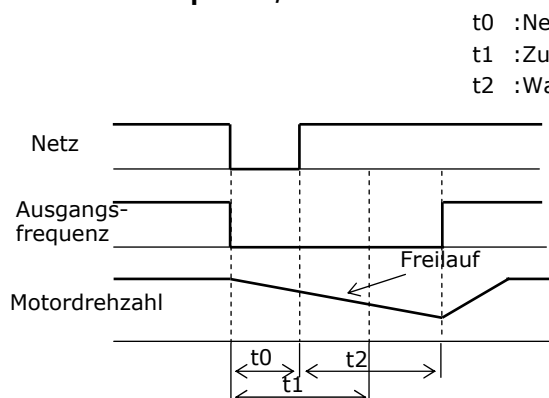 t0 :Ne
t1 :Zu
t2 :Wa
Netz
Ausgangs-
frequenz
Freilauf
Motordrehzahl
t0
t2
t1